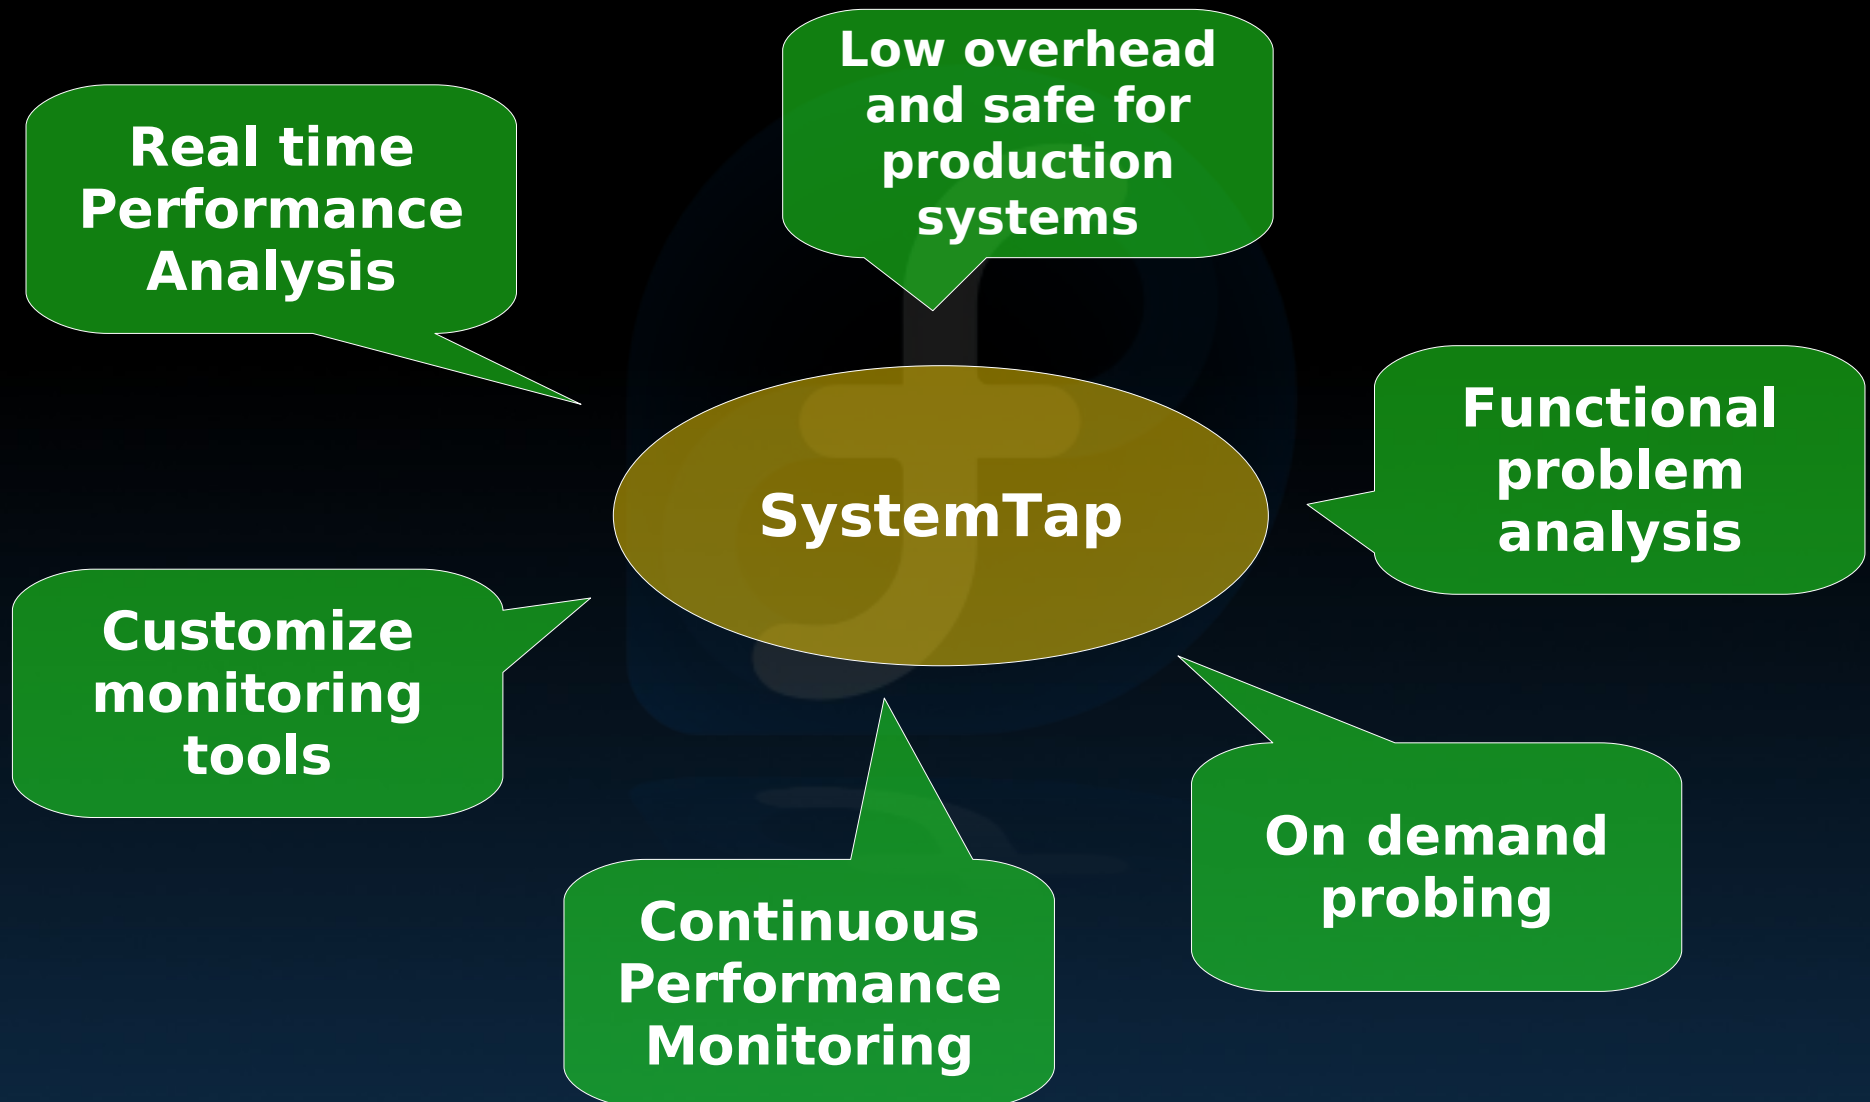 Low overhead
and safe for
production
systems
Real time
Performance
Analysis
Functional
problem
analysis
SystemTap
Customize
monitoring
tools
On demand
probing
Continuous
Performance
Monitoring